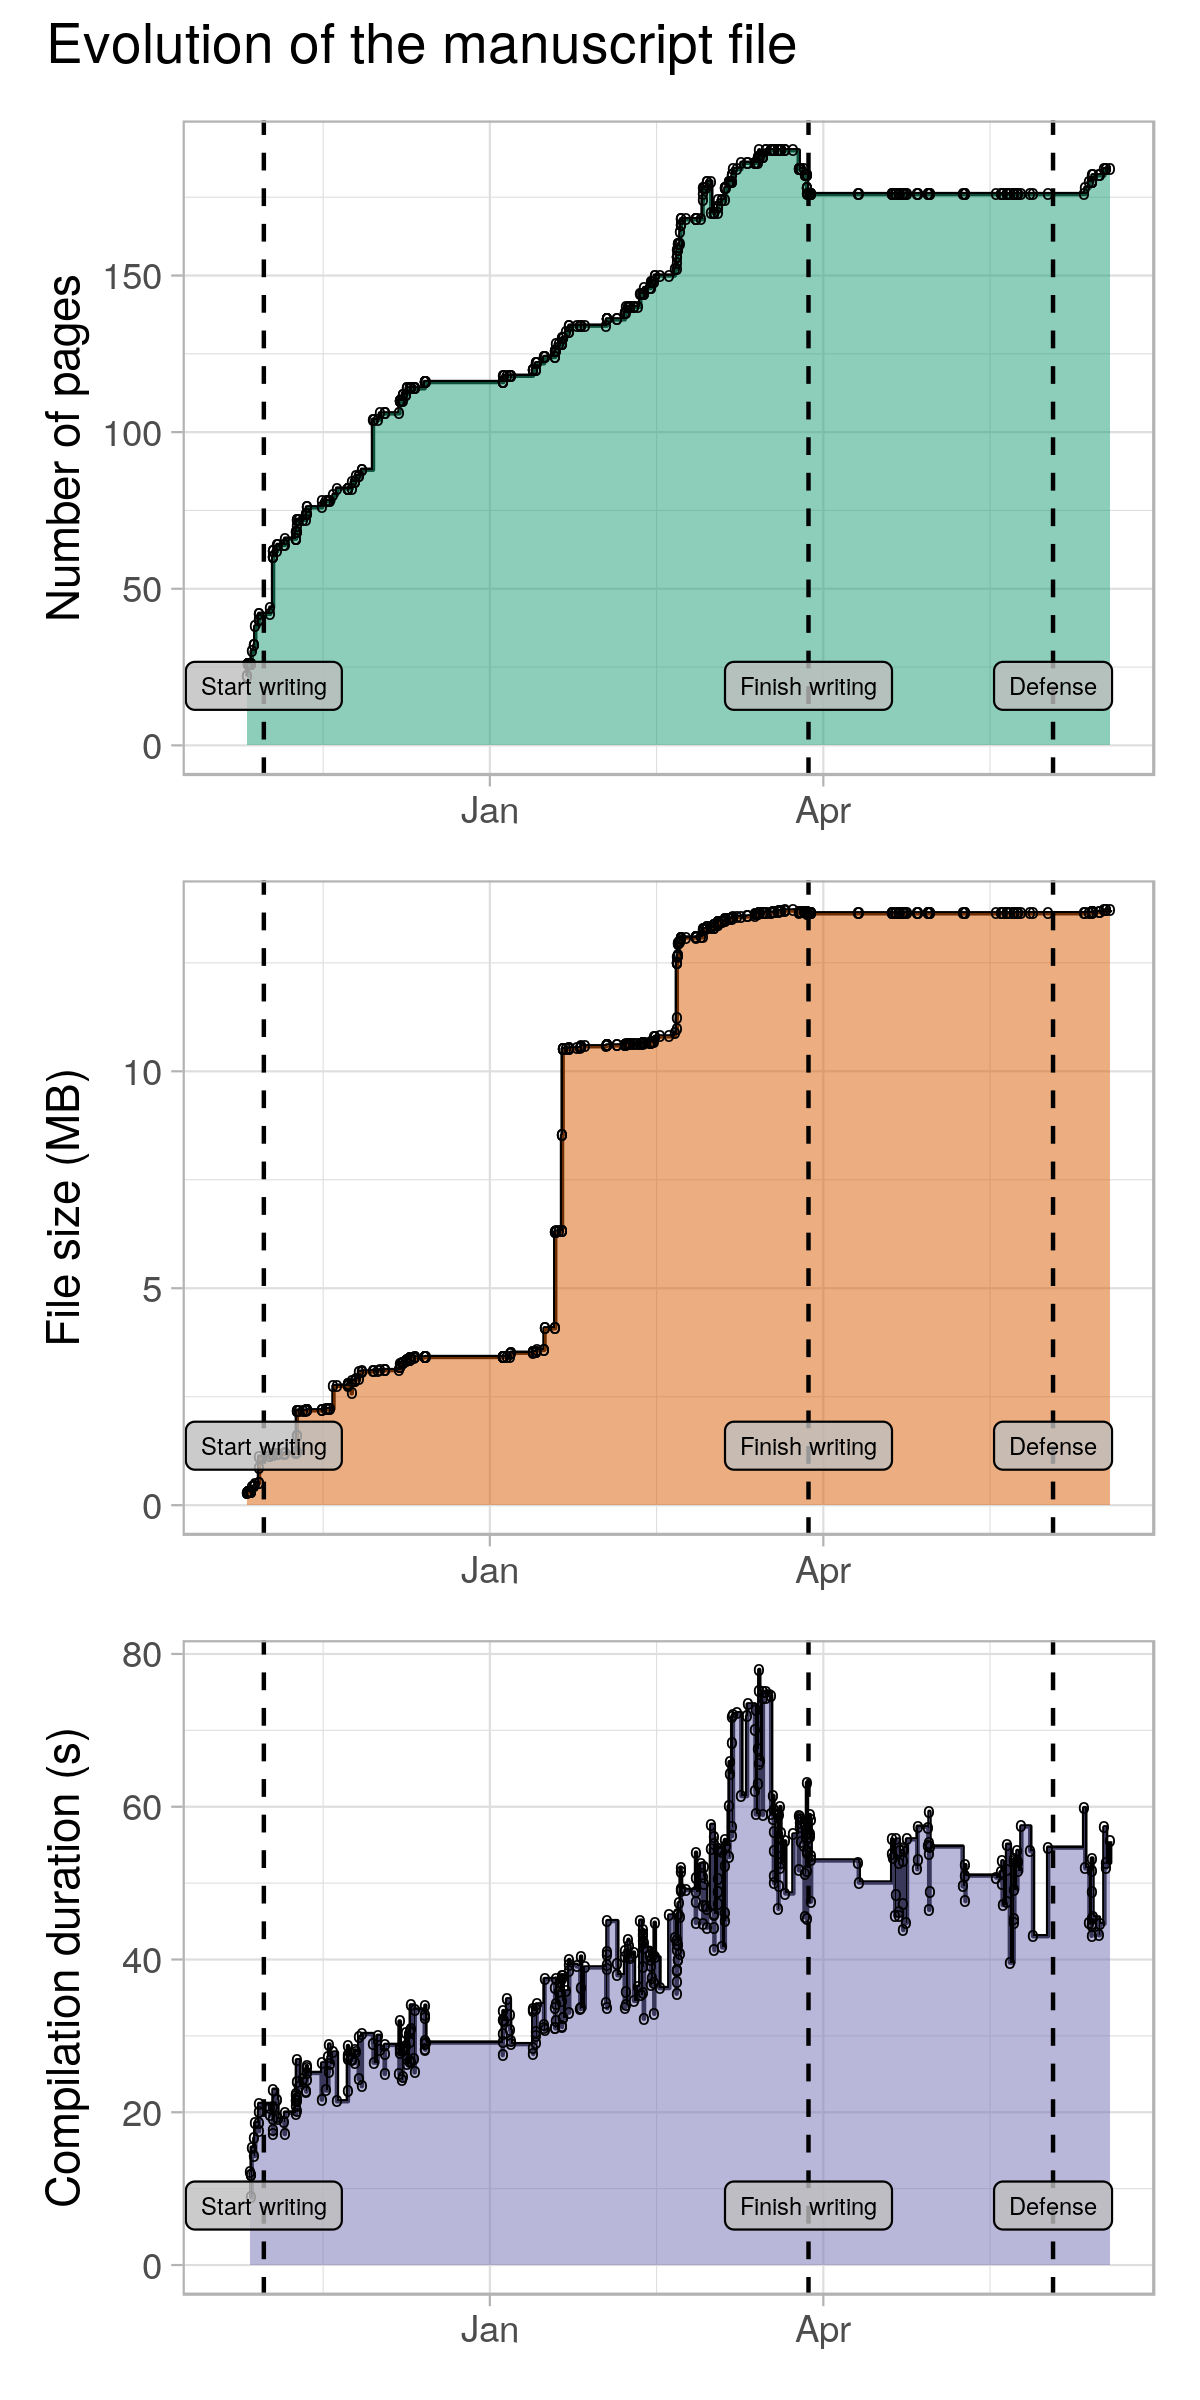 Evolution of the manuscript file
Number of pages
150
100
50
0
Start writing
Finish writing
Defense
Jan
Apr
File size (MB)
10
5
0
Start writing
Finish writing
Defense
Jan
Apr
Compilation duration (s)
80
60
40
20
0
Start writing
Finish writing
Defense
Jan
Apr